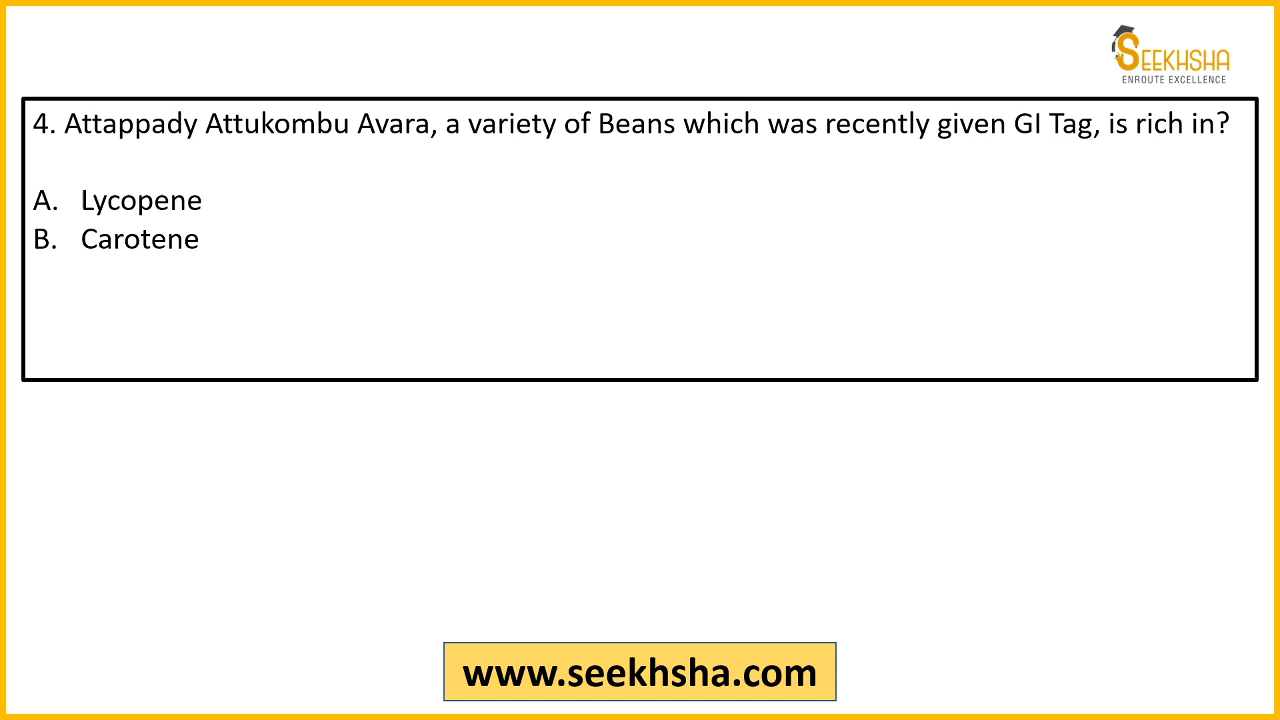 SEEKHSHA
ENROUTE EXCELLENCE
4. Attappady Attukombu Avara, a variety of Beans which was recently given GI Tag, is rich in?
A. Lycopene
B. Carotene
www.seekhsha.com